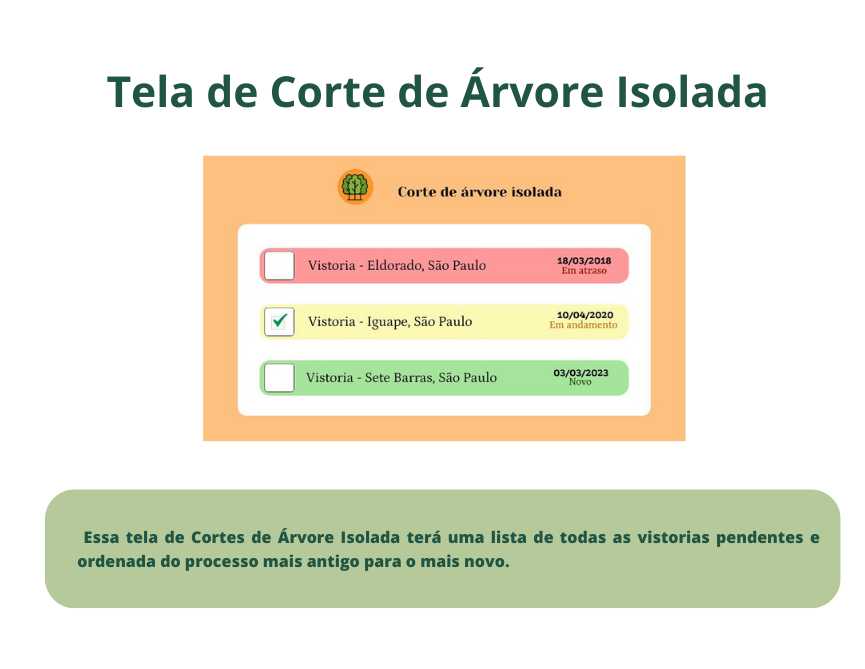 Tela de Corte de Árvore Isolada
Corte de árvore isolada
Vistoria - Eldorado, São Paulo
18/03/2018
Em atraso
Vistoria - Iguape, São Paulo
10/04/2020
Em andamento
Vistoria - Sete Barras, São Paulo
03/03/2023
Novo
Essa tela de Cortes de Árvore Isolada terá uma lista de todas as vistorias pendentes e
ordenada do processo mais antigo para o mais novo.